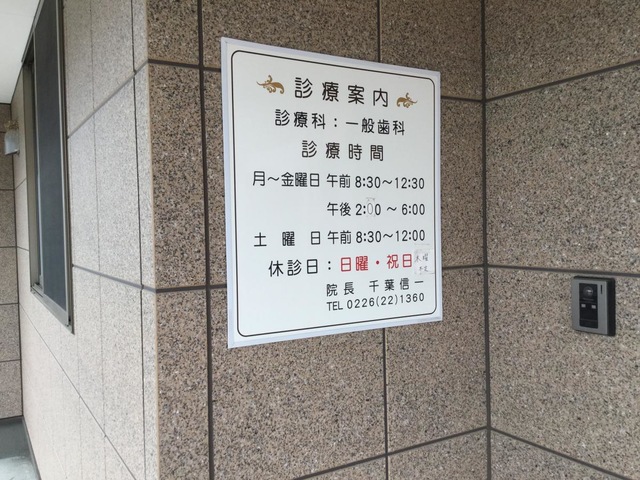 診療案内
診療科：一般歯科
診療時間
月～金曜日 午前 8:30～12:30
午後 2:00～6:00
土曜日 午前 8:30～12:00
休診日：日曜・祝日
院長 千葉信一
TEL 0226(22)1360